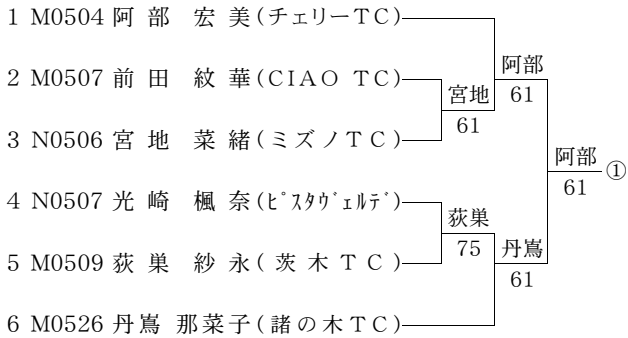 1 M0504 阿部 宏美(チェリーTC)
阿部
2 M0507 前田 紋華(CIAO TC)
宮地
61
61
3 N0506 宮地 菜緒(ミズノTC)
阿部
①
61
4 N0507 光崎 楓奈(ﾋﾟｽﾀｳﾞｪﾙﾃﾞ)
荻巣
75
丹嶌
5 M0509 荻巣 紗永(茨木TC)
61
6 M0526 丹嶌 那菜子(諸の木TC)